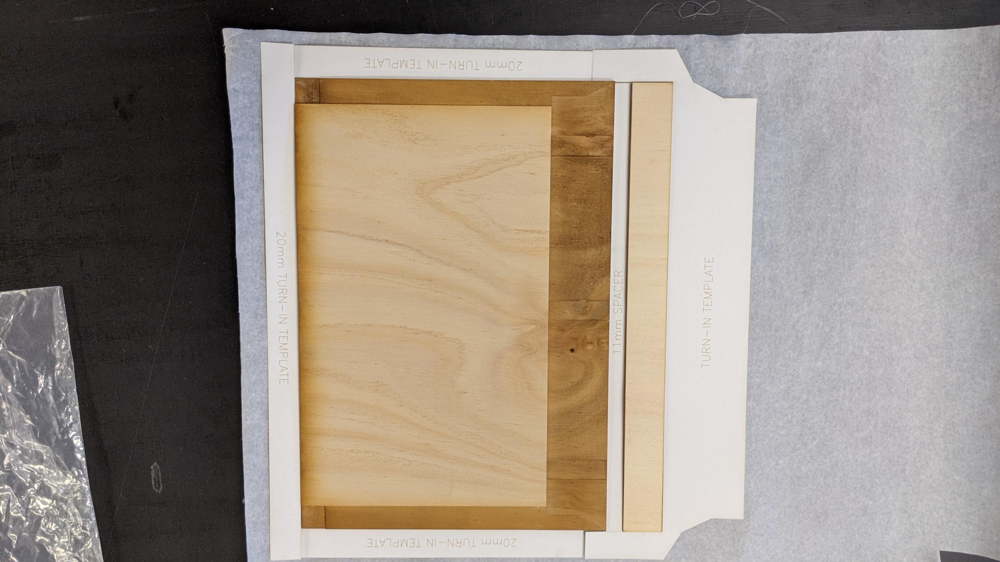 20mm TURN-IN TEMPLATE
20mm TURN-IN TEMPLATE
11mm SPACER
TURN-IN TEMPLATE
20mm TURN-IN TEMPLATE